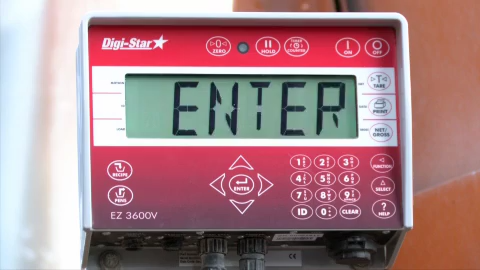 Digi-Star
ZERO
HOLD
ON
OFF
TARE
ENTER
PRINT
NET/
GROSS
RECIPE
PENS
ENTER
1
2
3
FUNCTION
4
5
6
SELECT
7
8
9
ID
0
CLEAR
?
HELP
EZ 3600V